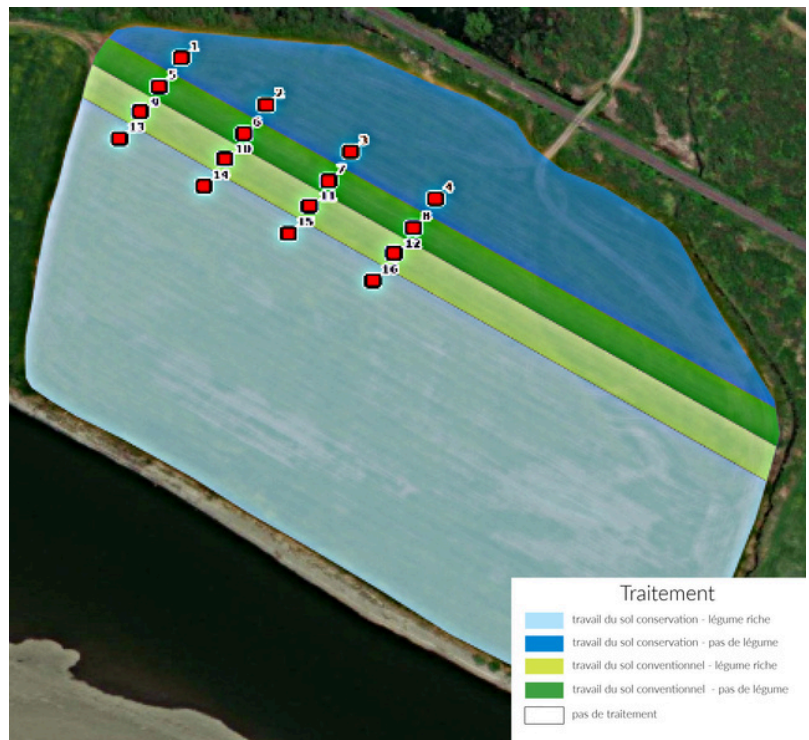 1
5
2
9
6
13
3
10
7
14
4
11
8
15
12
16
Traitement
travail du sol conservation - légume riche
travail du sol conservation - pas de légume
travail du sol conventionnel - légume riche
travail du sol conventionnel - pas de légume
pas de traitement